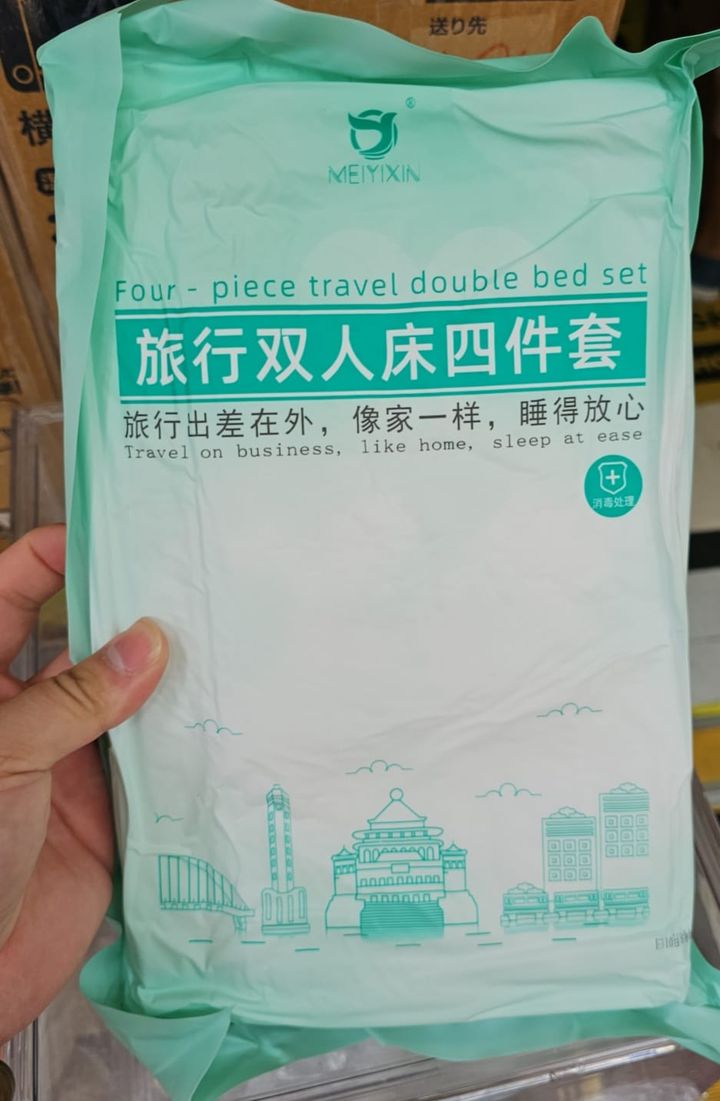 送り先
横
®
MEIYIXIN
Four - piece travel double bed set
旅行双人床四件套
旅行出差在外，像家一样，睡得放心
Travel on business, like home, sleep at ease
消毒处理